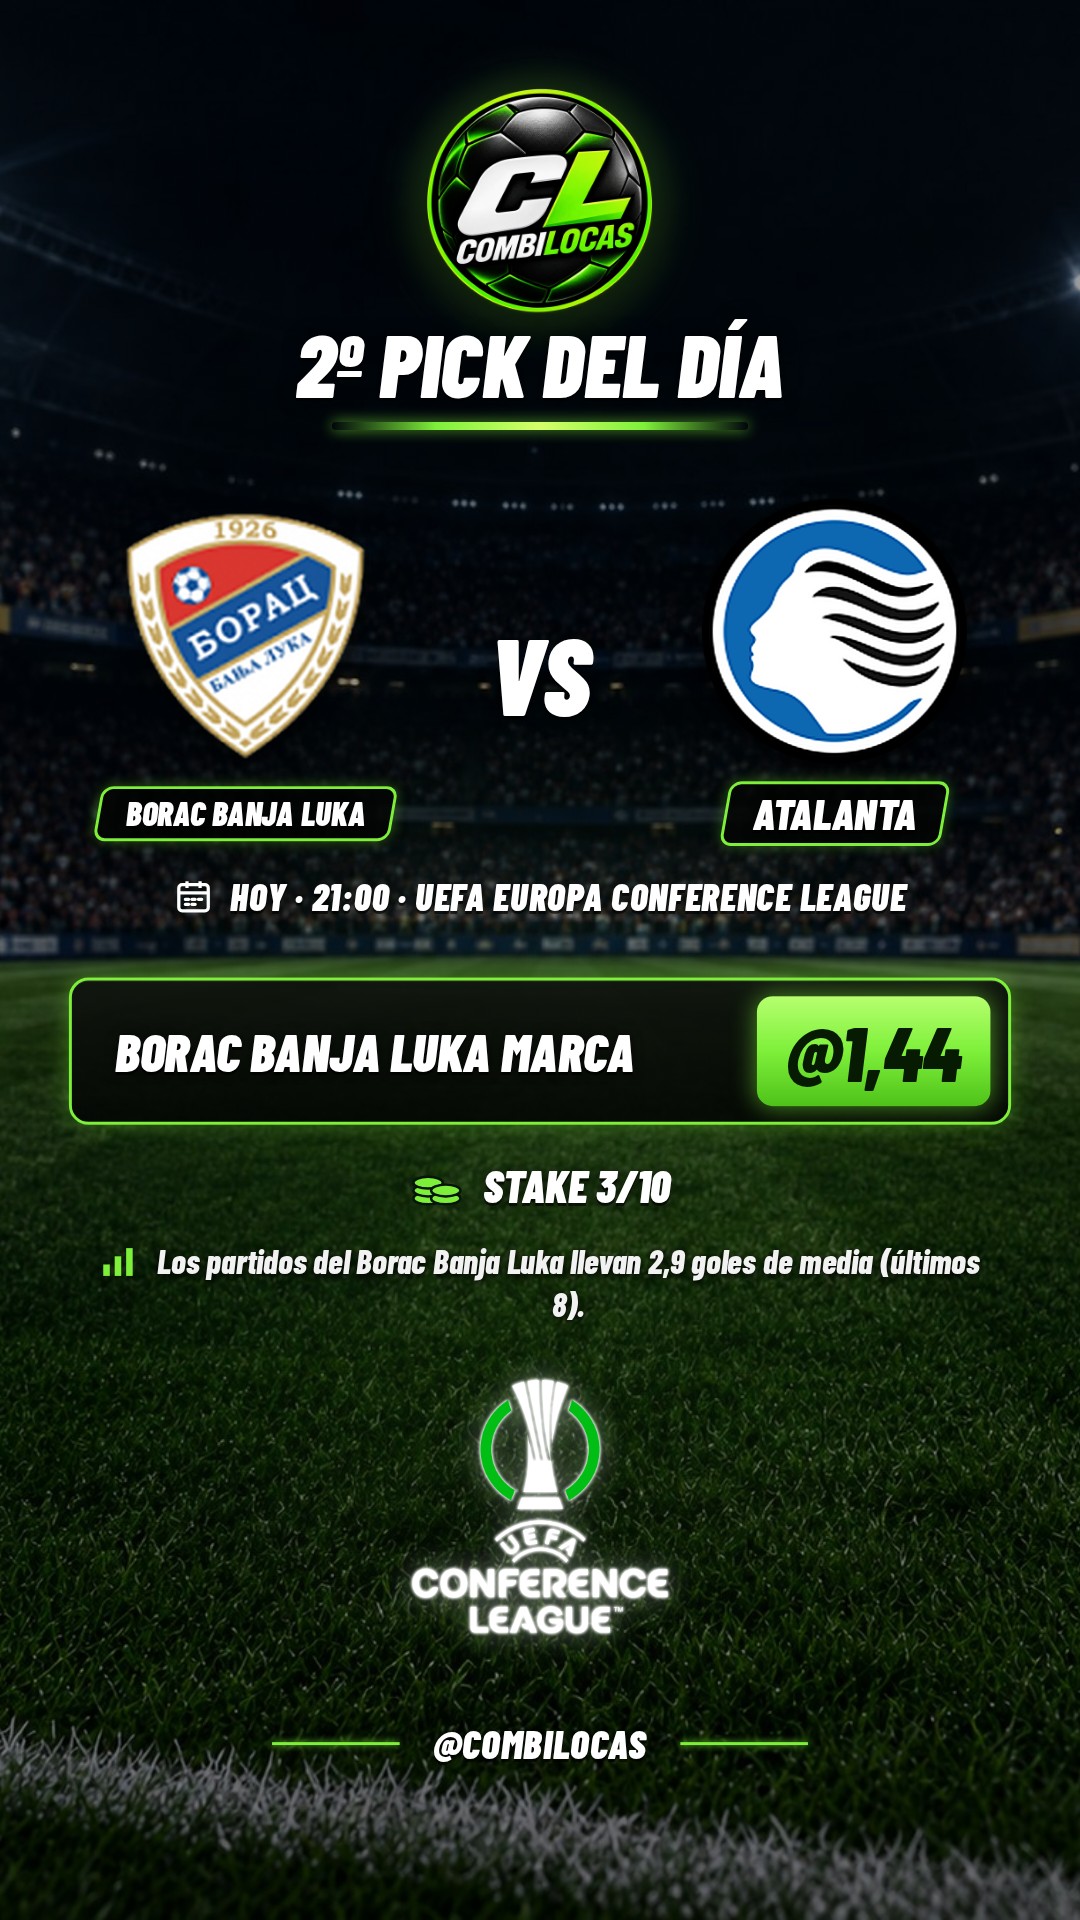 CL
COMBILOCAS
2º PICK DEL DÍA
1926
БОРАЦ
БАЊА ЛУКА
VS
BORAC BANJA LUKA
ATALANTA
HOY · 21:00 · UEFA EUROPA CONFERENCE LEAGUE
BORAC BANJA LUKA MARCA
@1,44
STAKE 3/10
Los partidos del Borac Banja Luka llevan 2,9 goles de media (últimos
8).
UEFA
CONFERENCE
LEAGUE™
@COMBILOCAS